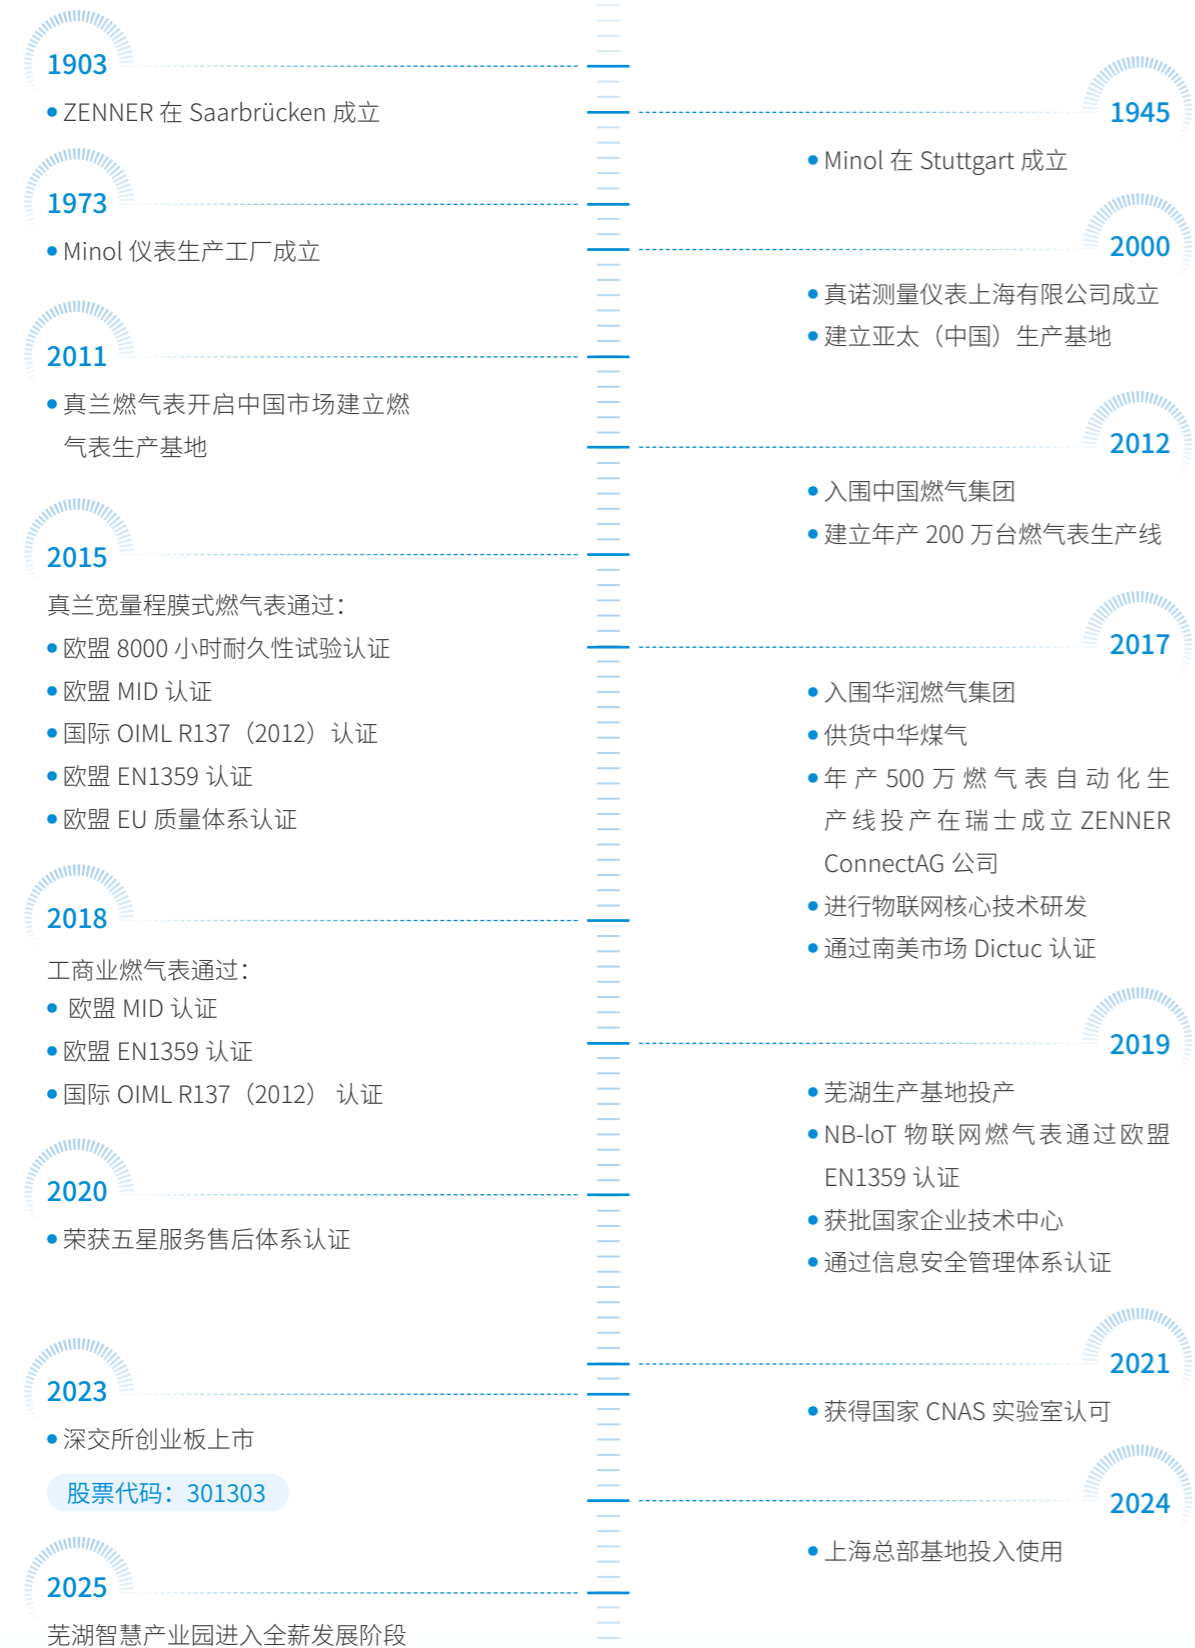 1903
ZENNER 在 Saarbrücken 成立
1945
Minol 在 Stuttgart 成立
1973
Minol 仪表生产工厂成立
2000
真诺测量仪表上海有限公司成立
建立亚太（中国）生产基地
2011
真兰燃气表开启中国市场建立燃
气表生产基地
2012
入围中国燃气集团
建立年产 200 万台燃气表生产线
2015
真兰宽量程膜式燃气表通过：
欧盟 8000 小时耐久性试验认证
欧盟 MID 认证
国际 OIML R137（2012）认证
欧盟 EN1359 认证
欧盟 EU 质量体系认证
2017
入围华润燃气集团
供货中华煤气
年产 500 万燃气表自动化生
产线投产在瑞士成立 ZENNER
ConnectAG 公司
进行物联网核心技术研发
通过南美市场 Dictuc 认证
2018
工商业燃气表通过：
欧盟 MID 认证
欧盟 EN1359 认证
国际 OIML R137（2012） 认证
2019
芜湖生产基地投产
NB-loT 物联网燃气表通过欧盟
EN1359 认证
获批国家企业技术中心
通过信息安全管理体系认证
2020
荣获五星服务售后体系认证
2021
获得国家 CNAS 实验室认可
2023
深交所创业板上市
股票代码：301303
2024
上海总部基地投入使用
2025
芜湖智慧产业园进入全薪发展阶段